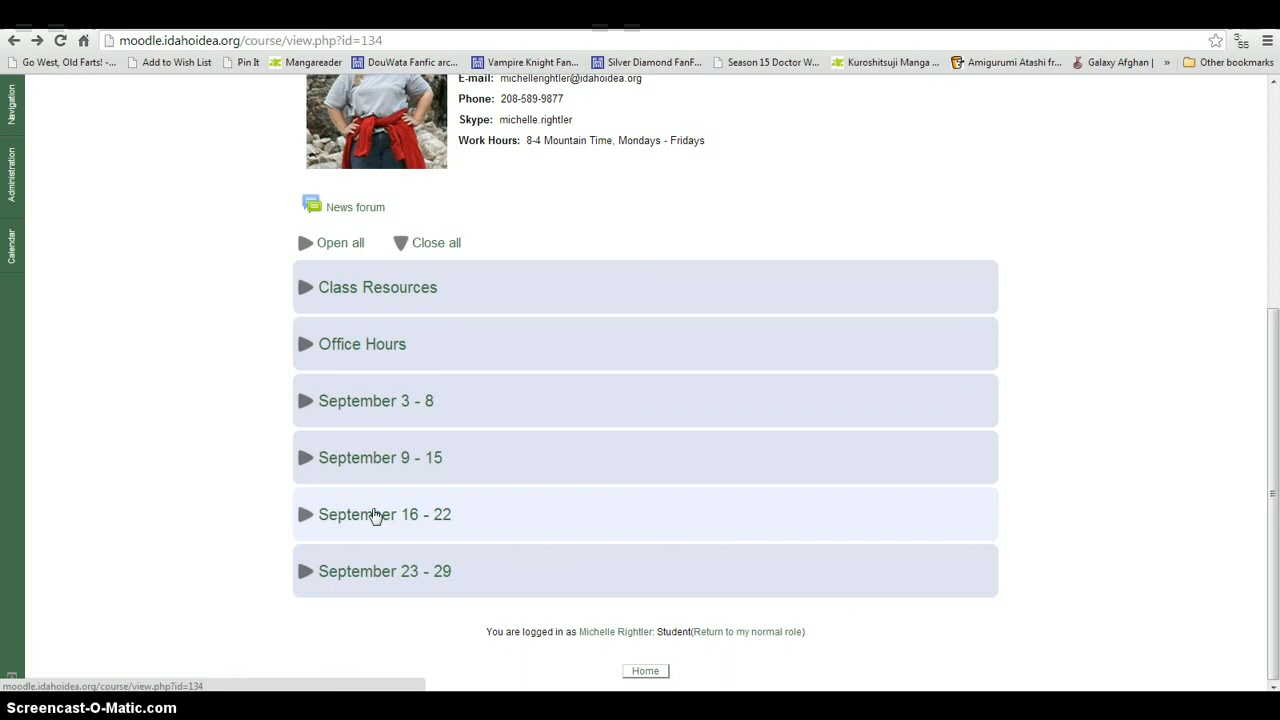 moodle.idahoidea.org/course/view.php?id=134
Go West, Old Farts! -... Add to Wish List Pin It Mangareader DouWata Fanfic arc... Vampire Knight Fan... Silver Diamond FanF... Season 15 Doctor W... Kuroshitsuji Manga ... Amigurumi Atashi fr... Galaxy Afghan | » Other bookmarks
Navigation
Administration
Calendar
E-mail: michellerightler@idahoidea.org
Phone: 208-589-9877
Skype: michelle.rightler
Work Hours: 8-4 Mountain Time, Mondays - Fridays
News forum
Open all Close all
Class Resources
Office Hours
September 3 - 8
September 9 - 15
September 16 - 22
September 23 - 29
You are logged in as Michelle Rightler: Student(Return to my normal role)
Home
moodle.idahoidea.org/course/view.php?id=134
Screencast-O-Matic.com